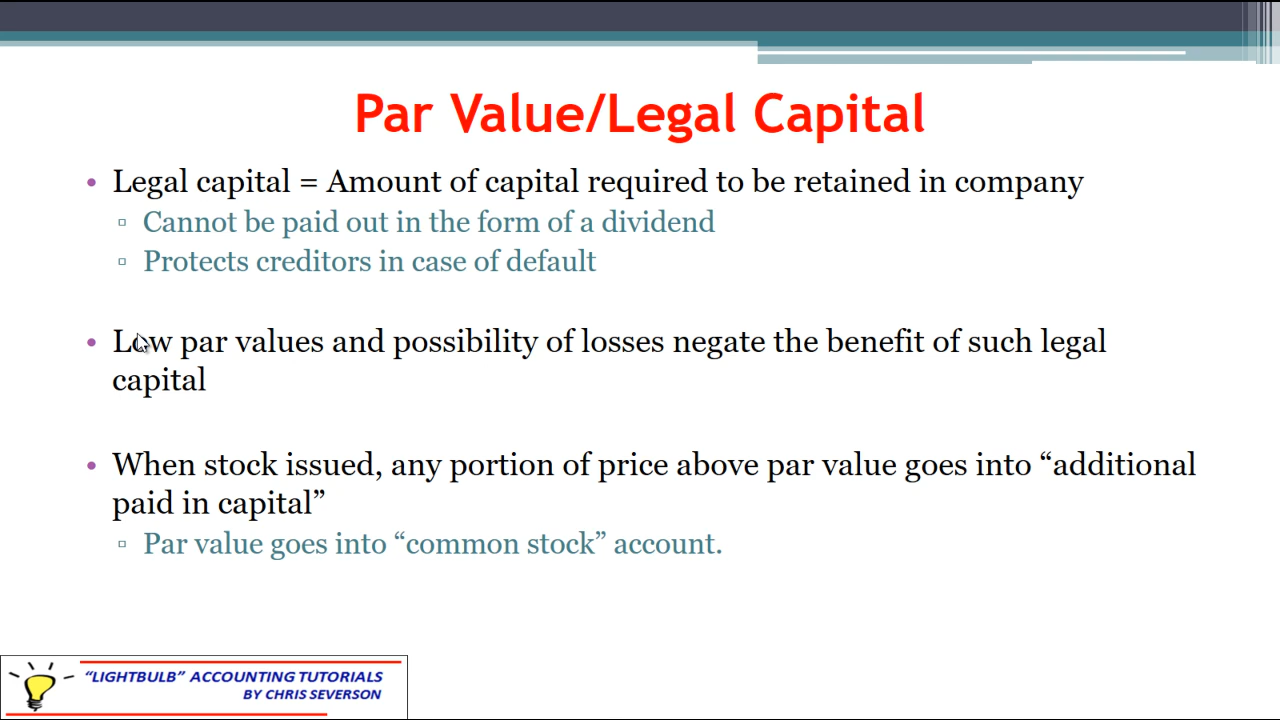 Par Value/Legal Capital
• Legal capital = Amount of capital required to be retained in company
▫ Cannot be paid out in the form of a dividend
▫ Protects creditors in case of default
• Low par values and possibility of losses negate the benefit of such legal
capital
• When stock issued, any portion of price above par value goes into “additional
paid in capital”
▫ Par value goes into “common stock” account.
“LIGHTBULB” ACCOUNTING TUTORIALS
BY CHRIS SEVERSON